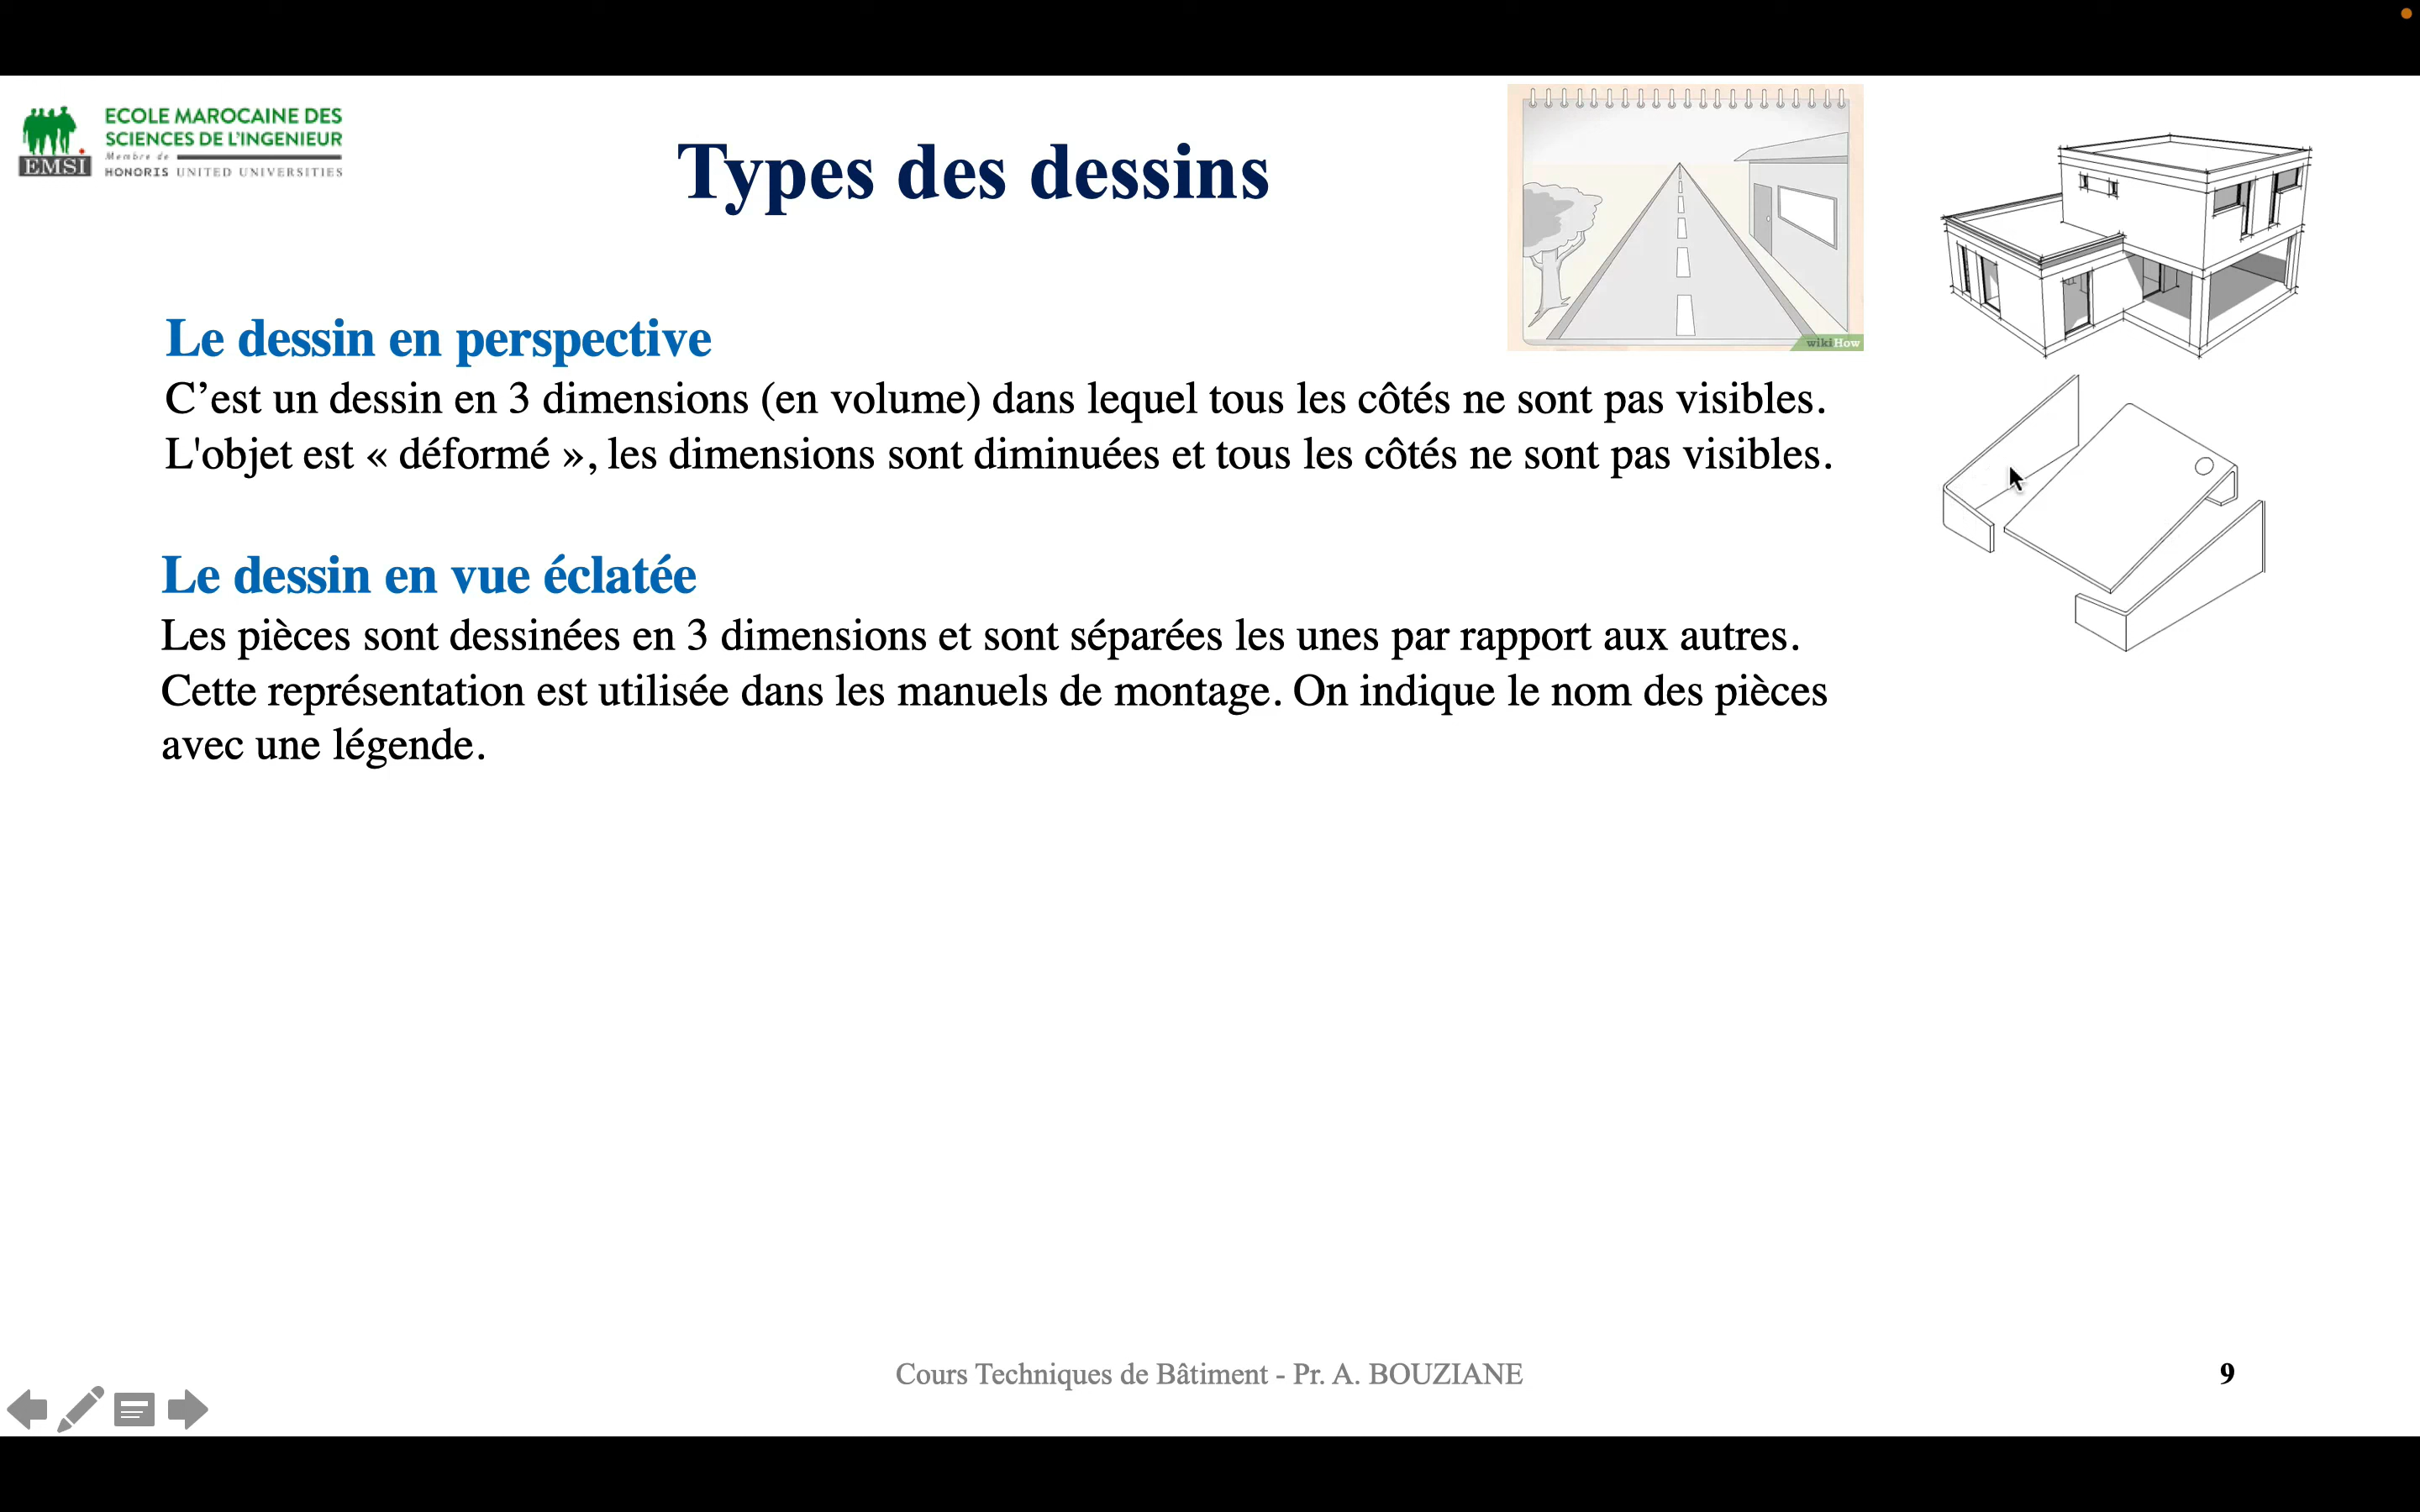 ECOLE MAROCAINE DES
SCIENCES DE L'INGENIEUR
Membre de
HONORIS UNITED UNIVERSITIES
EMSI
Types des dessins
wikiHow
Le dessin en perspective
C’est un dessin en 3 dimensions (en volume) dans lequel tous les côtés ne sont pas visibles.
L'objet est « déformé », les dimensions sont diminuées et tous les côtés ne sont pas visibles.
Le dessin en vue éclatée
Les pièces sont dessinées en 3 dimensions et sont séparées les unes par rapport aux autres.
Cette représentation est utilisée dans les manuels de montage. On indique le nom des pièces
avec une légende.
Cours Techniques de Bâtiment - Pr. A. BOUZIANE
9